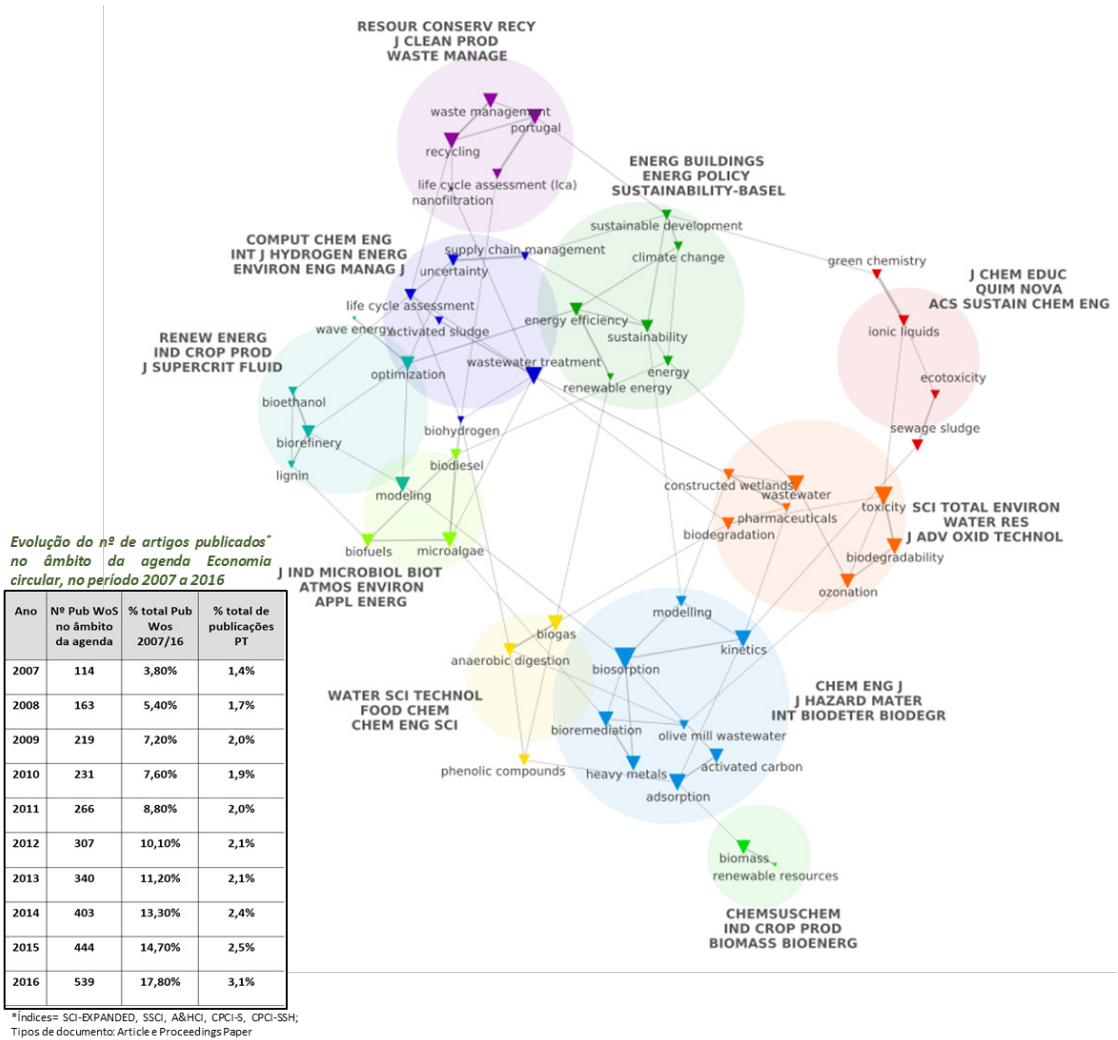 RESOUR CONSERV RECY
J CLEAN PROD
WASTE MANAGE
waste management
portugal
recycling
life cycle assessment (lca)
nanofiltration
ENERG BUILDINGS
ENERG POLICY
SUSTAINABILITY-BASEL
sustainable development
climate change
energy efficiency
sustainability
energy
renewable energy
COMPUT CHEM ENG
INT J HYDROGEN ENERG
ENVIRON ENG MANAG J
supply chain management
uncertainty
life cycle assessment
activated sludge
wastewater treatment
biohydrogen
green chemistry
J CHEM EDUC
QUIM NOVA
ACS SUSTAIN CHEM ENG
ionic liquids
ecotoxicity
sewage sludge
RENEW ENERG
IND CROP PROD
J SUPERCRIT FLUID
wave energy
optimization
bioethanol
biorefinery
lignin
modeling
biodiesel
biofuels
microalgae
J IND MICROBIOL BIOT
ATMOS ENVIRON
APPL ENERG
constructed wetlands
wastewater
pharmaceuticals
biodegradation
toxicity
biodegradability
ozonation
SCI TOTAL ENVIRON
WATER RES
J ADV OXID TECHNOL
biogas
anaerobic digestion
phenolic compounds
WATER SCI TECHNOL
FOOD CHEM
CHEM ENG SCI
modelling
kinetics
biosorption
bioremediation
olive mill wastewater
heavy metals
activated carbon
adsorption
CHEM ENG J
J HAZARD MATER
INT BIODETER BIODEGR
biomass
renewable resources
CHEMSUSCHEM
IND CROP PROD
BIOMASS BIOENERG
Evolução do nº de artigos publicados*
no âmbito da agenda Economia
circular, no período 2007 a 2016
Ano Nº Pub WoS no âmbito da agenda % total Pub Wos 2007/16 % total de publicações PT
2007 114 3,80% 1,4%
2008 163 5,40% 1,7%
2009 219 7,20% 2,0%
2010 231 7,60% 1,9%
2011 266 8,80% 2,0%
2012 307 10,10% 2,1%
2013 340 11,20% 2,1%
2014 403 13,30% 2,4%
2015 444 14,70% 2,5%
2016 539 17,80% 3,1%
*Índices= SCI-EXPANDED, SSCI, A&HCI, CPCI-S, CPCI-SSH;
Tipos de documento: Article e Proceedings Paper